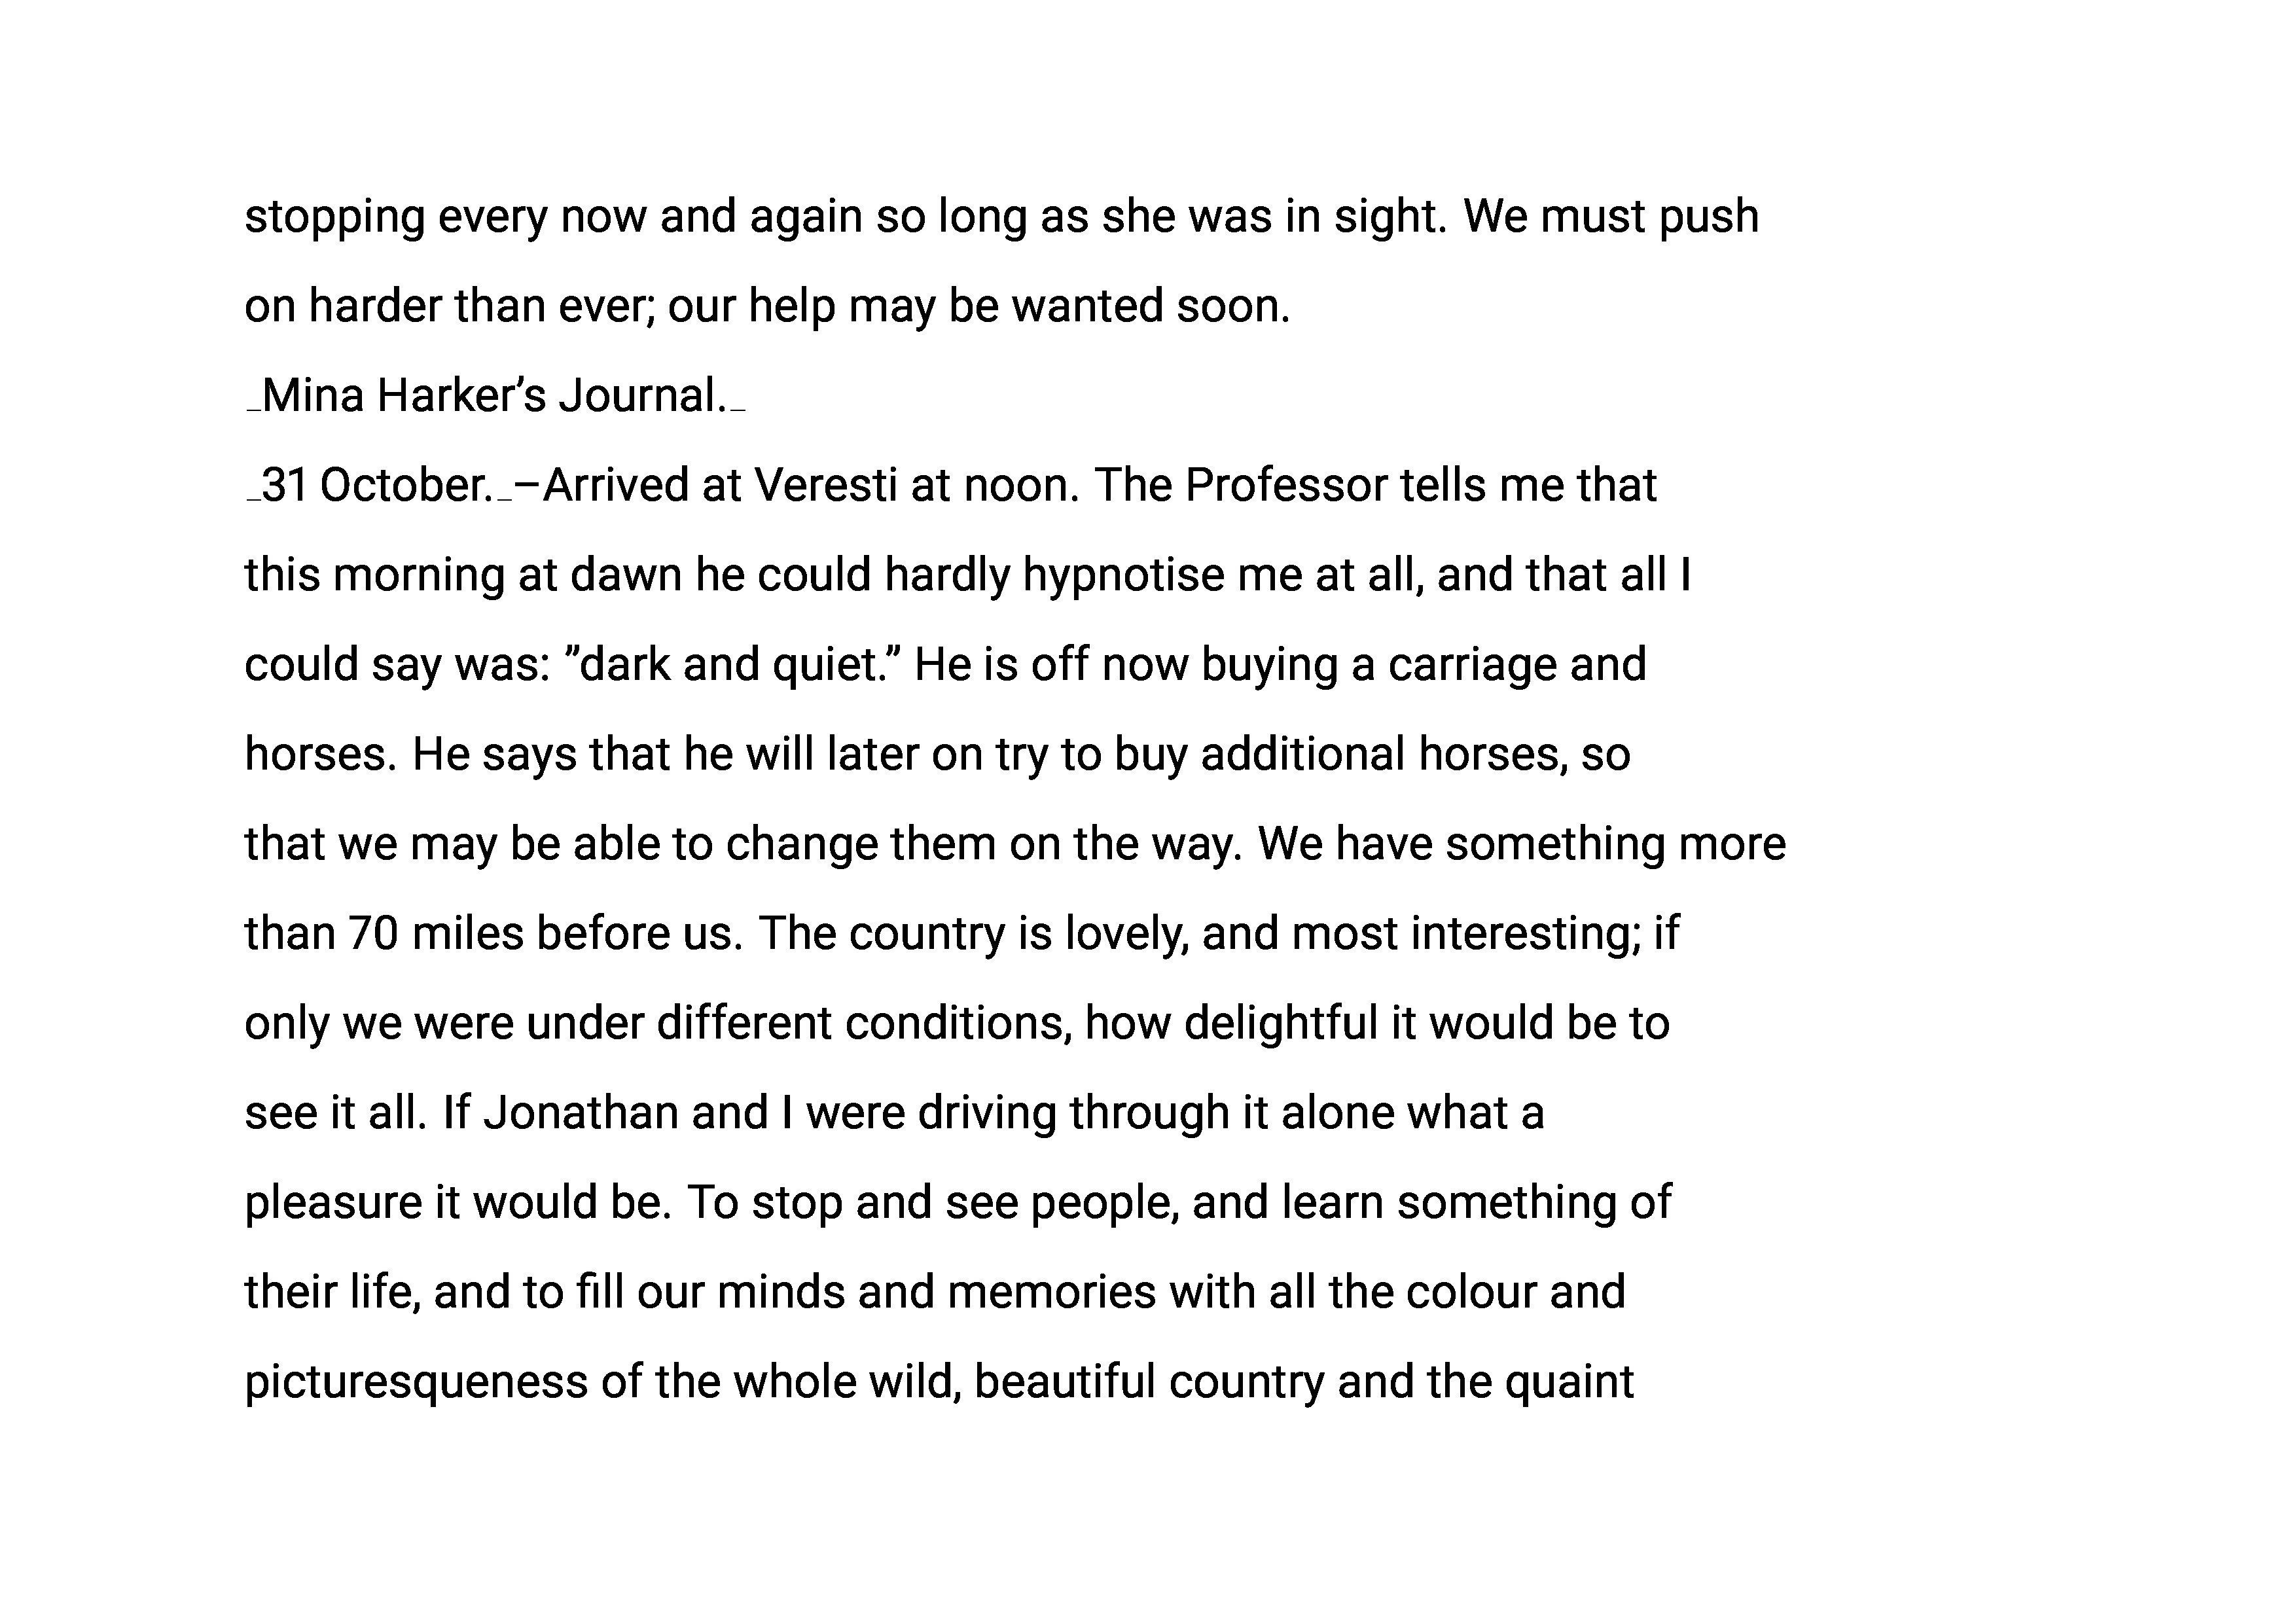 stopping every now and again so long as she was in sight. We must push
on harder than ever; our help may be wanted soon.
_Mina Harker’s Journal._
_31 October._–Arrived at Veresti at noon. The Professor tells me that
this morning at dawn he could hardly hypnotise me at all, and that all I
could say was: ”dark and quiet.” He is off now buying a carriage and
horses. He says that he will later on try to buy additional horses, so
that we may be able to change them on the way. We have something more
than 70 miles before us. The country is lovely, and most interesting; if
only we were under different conditions, how delightful it would be to
see it all. If Jonathan and I were driving through it alone what a
pleasure it would be. To stop and see people, and learn something of
their life, and to fill our minds and memories with all the colour and
picturesqueness of the whole wild, beautiful country and the quaint